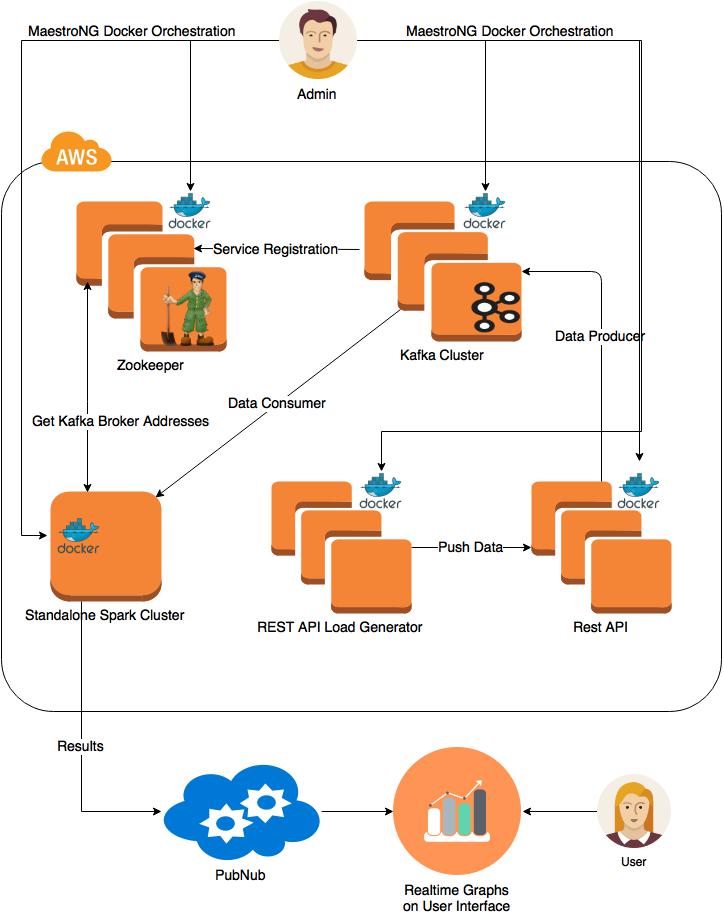 MaestroNG Docker Orchestration
MaestroNG Docker Orchestration
Admin
AWS
docker
docker
Service Registration
Zookeeper
Kafka Cluster
Data Producer
Data Consumer
Get Kafka Broker Addresses
docker
docker
docker
Push Data
Standalone Spark Cluster
REST API Load Generator
Rest API
Results
PubNub
User
Realtime Graphs
on User Interface